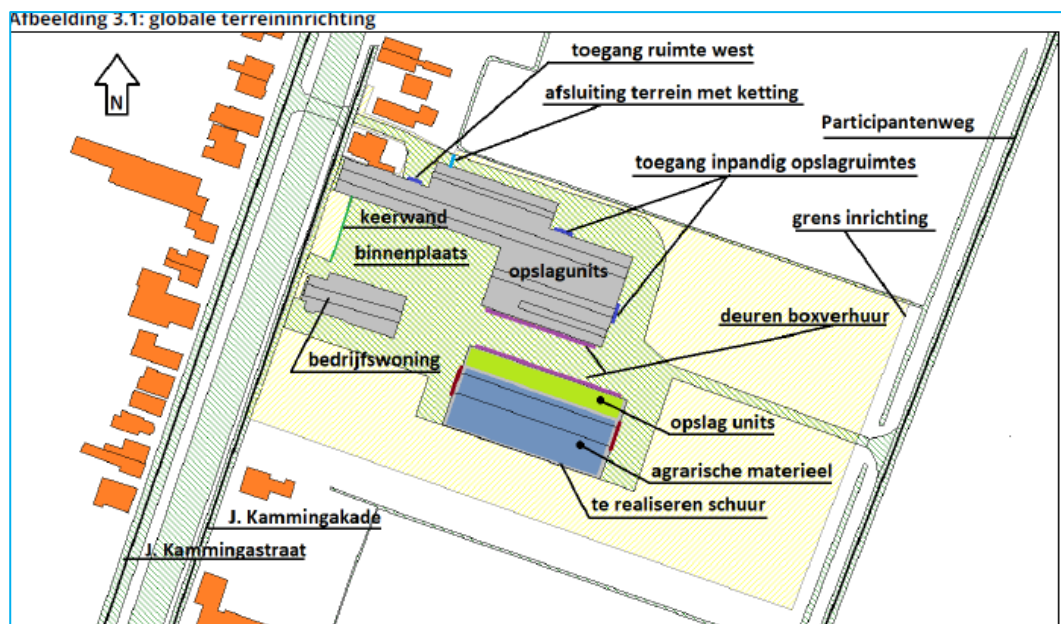 Afbeelding 3.1: globale terreininrichting
toegang ruimte west
afsluiting terrein met ketting
N
Participantenweg
toegang inpandig opslagruimtes
keerwand
grens inrichting
binnenplaats
opslagunits
deuren boxverhuur
bedrijfswoning
opslag units
agrarische materieel
te realiseren schuur
J. Kammingakade
J. Kammingastraat